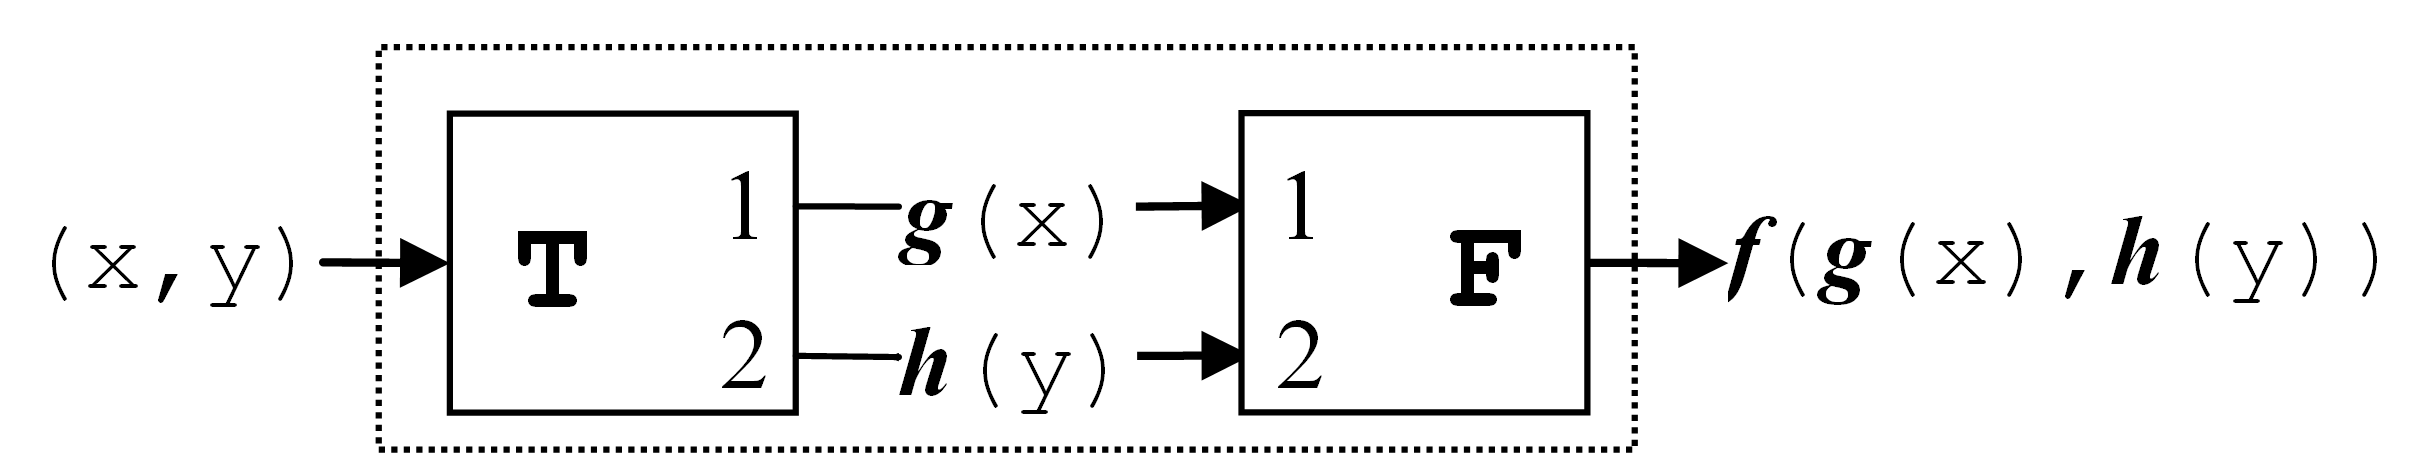 (x,y)
T
1
2
g(x)
h(y)
1
2
F
f(g(x),h(y))